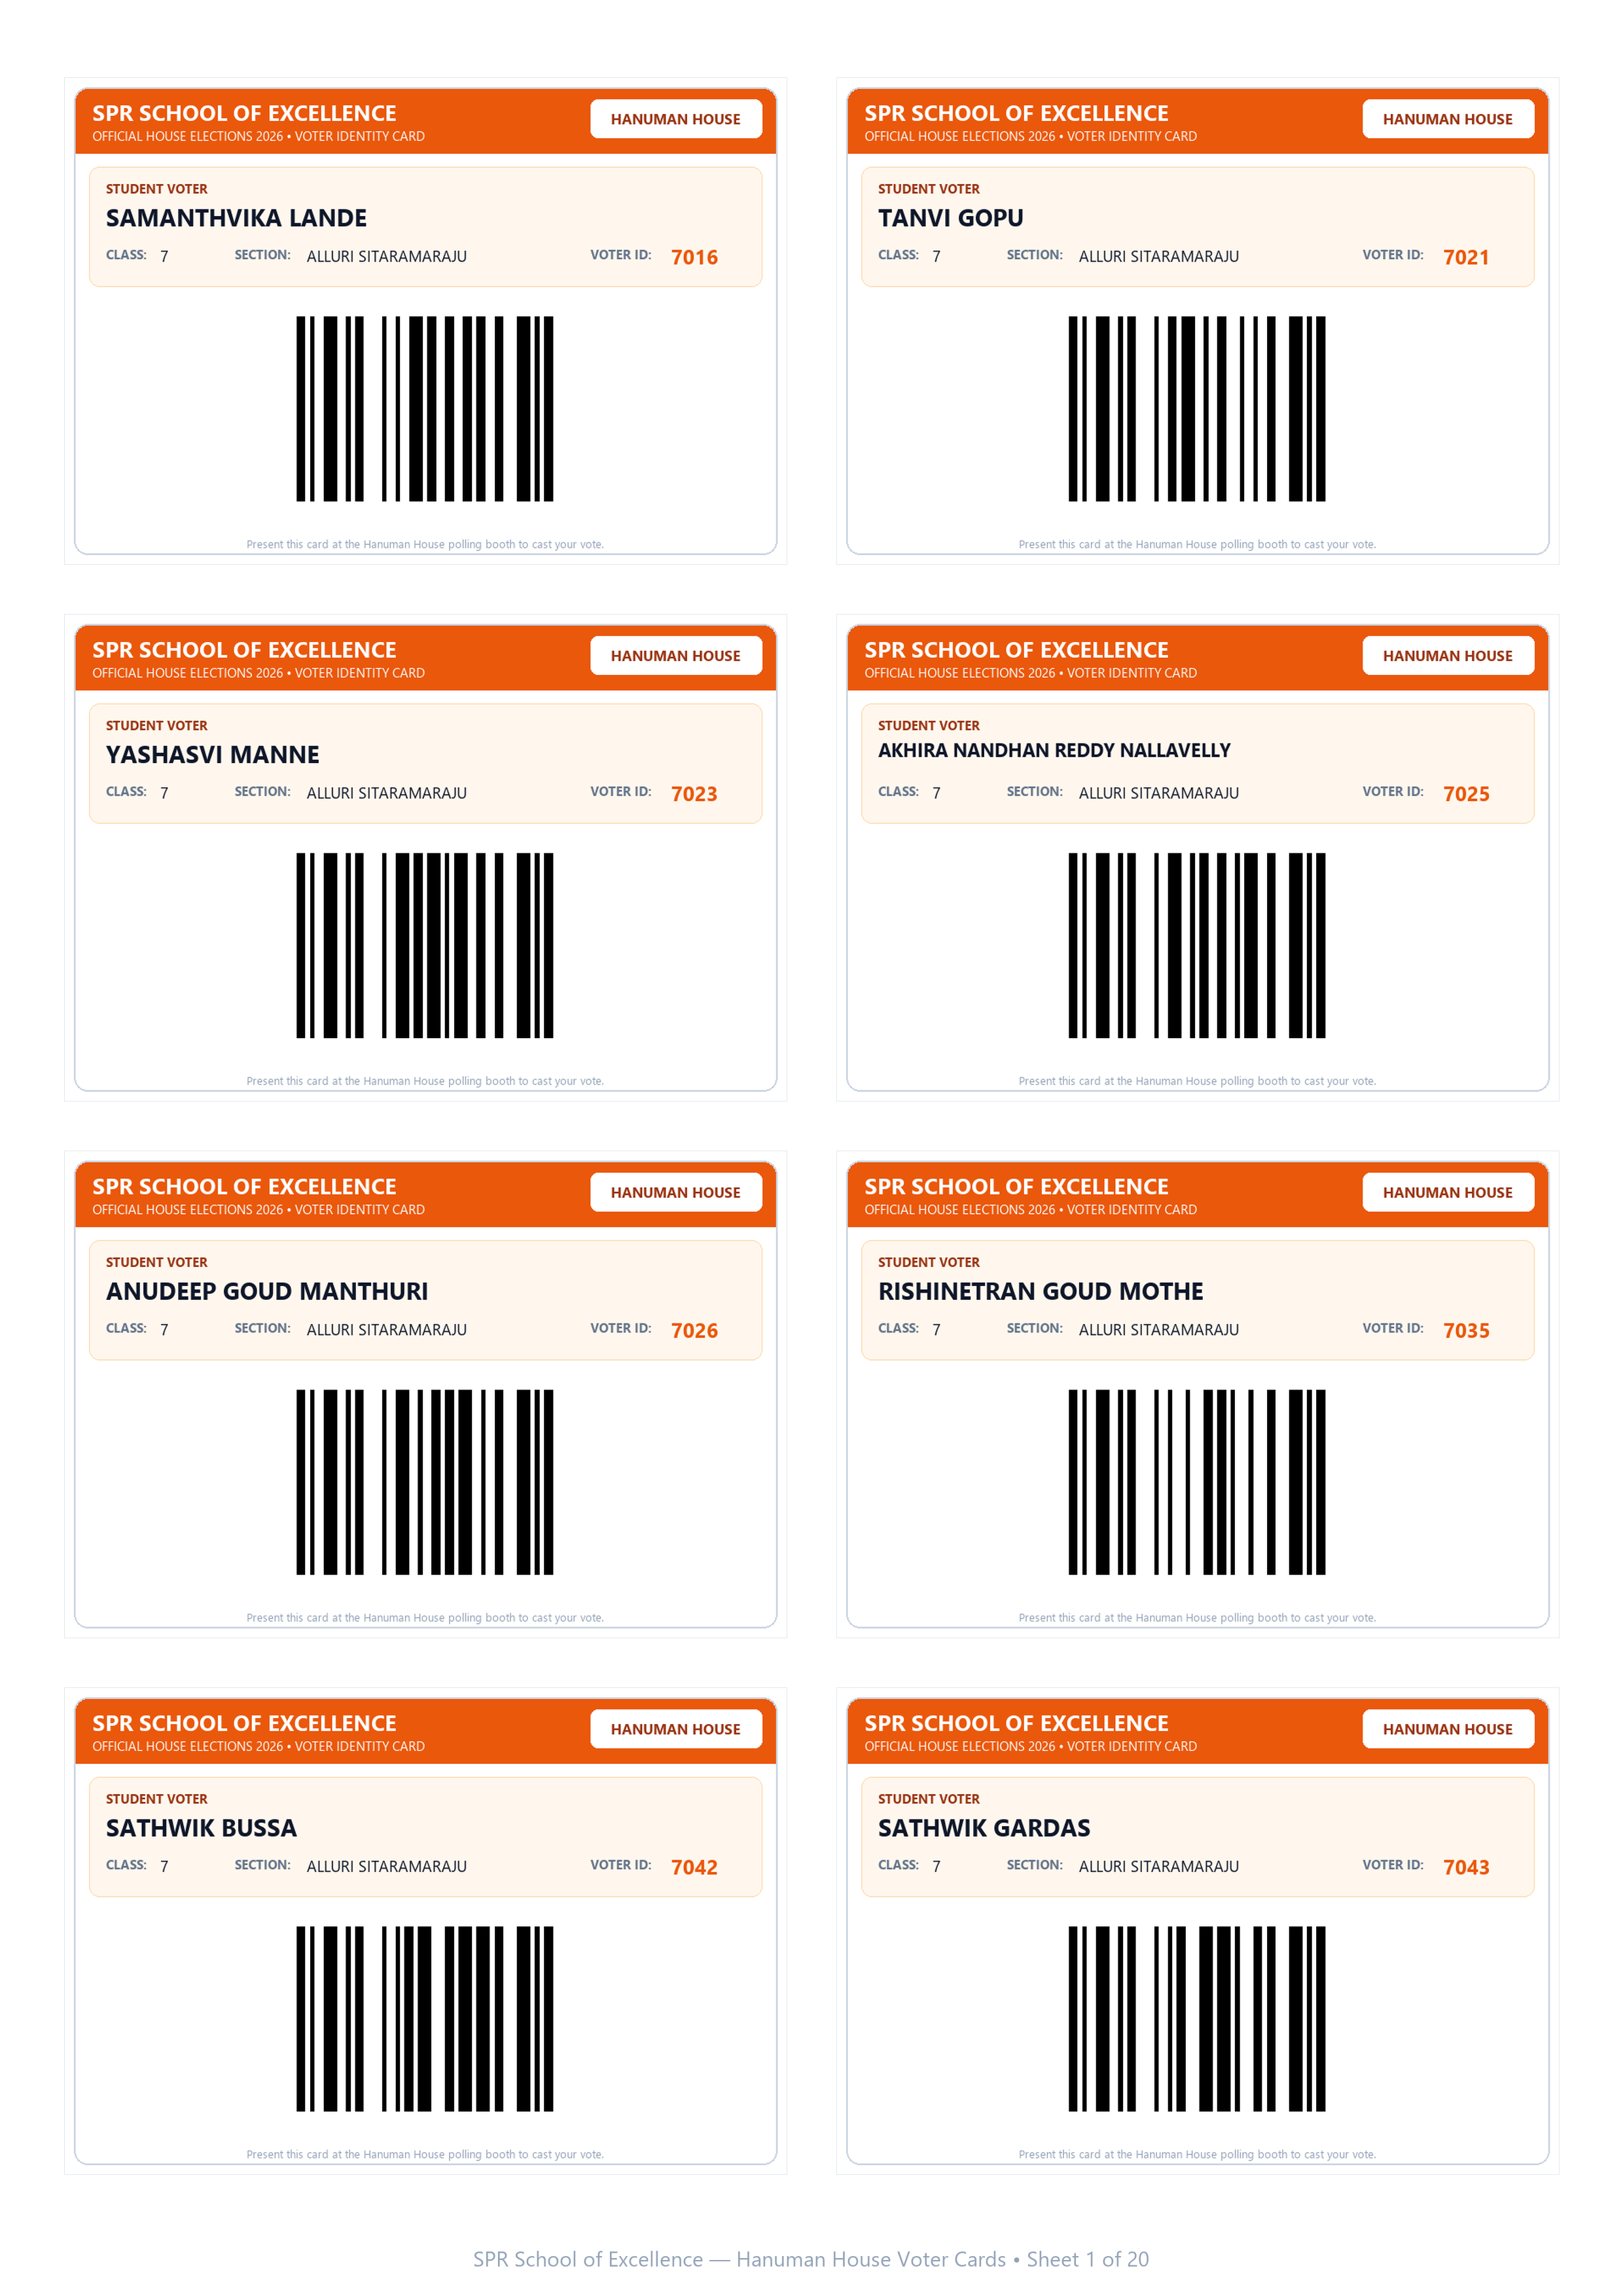 SPR SCHOOL OF EXCELLENCE
OFFICIAL HOUSE ELECTIONS 2026 • VOTER IDENTITY CARD
HANUMAN HOUSE
STUDENT VOTER
SAMANTHVIKA LANDE
CLASS: 7 SECTION: ALLURI SITARAMARAJU VOTER ID: 7016
Present this card at the Hanuman House polling booth to cast your vote.
SPR SCHOOL OF EXCELLENCE
OFFICIAL HOUSE ELECTIONS 2026 • VOTER IDENTITY CARD
HANUMAN HOUSE
STUDENT VOTER
TANVI GOPU
CLASS: 7 SECTION: ALLURI SITARAMARAJU VOTER ID: 7021
Present this card at the Hanuman House polling booth to cast your vote.
SPR SCHOOL OF EXCELLENCE
OFFICIAL HOUSE ELECTIONS 2026 • VOTER IDENTITY CARD
HANUMAN HOUSE
STUDENT VOTER
YASHASVI MANNE
CLASS: 7 SECTION: ALLURI SITARAMARAJU VOTER ID: 7023
Present this card at the Hanuman House polling booth to cast your vote.
SPR SCHOOL OF EXCELLENCE
OFFICIAL HOUSE ELECTIONS 2026 • VOTER IDENTITY CARD
HANUMAN HOUSE
STUDENT VOTER
AKHIRA NANDHAN REDDY NALLAVELLY
CLASS: 7 SECTION: ALLURI SITARAMARAJU VOTER ID: 7025
Present this card at the Hanuman House polling booth to cast your vote.
SPR SCHOOL OF EXCELLENCE
OFFICIAL HOUSE ELECTIONS 2026 • VOTER IDENTITY CARD
HANUMAN HOUSE
STUDENT VOTER
ANUDEEP GOUD MANTHURI
CLASS: 7 SECTION: ALLURI SITARAMARAJU VOTER ID: 7026
Present this card at the Hanuman House polling booth to cast your vote.
SPR SCHOOL OF EXCELLENCE
OFFICIAL HOUSE ELECTIONS 2026 • VOTER IDENTITY CARD
HANUMAN HOUSE
STUDENT VOTER
RISHINETRAN GOUD MOTHE
CLASS: 7 SECTION: ALLURI SITARAMARAJU VOTER ID: 7035
Present this card at the Hanuman House polling booth to cast your vote.
SPR SCHOOL OF EXCELLENCE
OFFICIAL HOUSE ELECTIONS 2026 • VOTER IDENTITY CARD
HANUMAN HOUSE
STUDENT VOTER
SATHWIK BUSSA
CLASS: 7 SECTION: ALLURI SITARAMARAJU VOTER ID: 7042
Present this card at the Hanuman House polling booth to cast your vote.
SPR SCHOOL OF EXCELLENCE
OFFICIAL HOUSE ELECTIONS 2026 • VOTER IDENTITY CARD
HANUMAN HOUSE
STUDENT VOTER
SATHWIK GARDAS
CLASS: 7 SECTION: ALLURI SITARAMARAJU VOTER ID: 7043
Present this card at the Hanuman House polling booth to cast your vote.
SPR School of Excellence — Hanuman House Voter Cards • Sheet 1 of 20